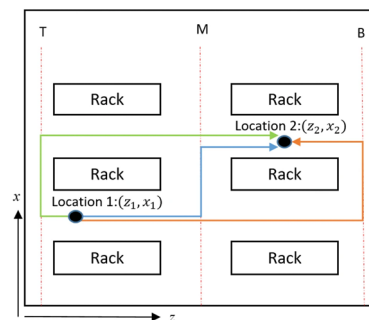 T M B
Rack Rack
Location 2:(z₂, x₂)
Rack Rack
Location 1:(z₁, x₁)
x
Rack Rack
z